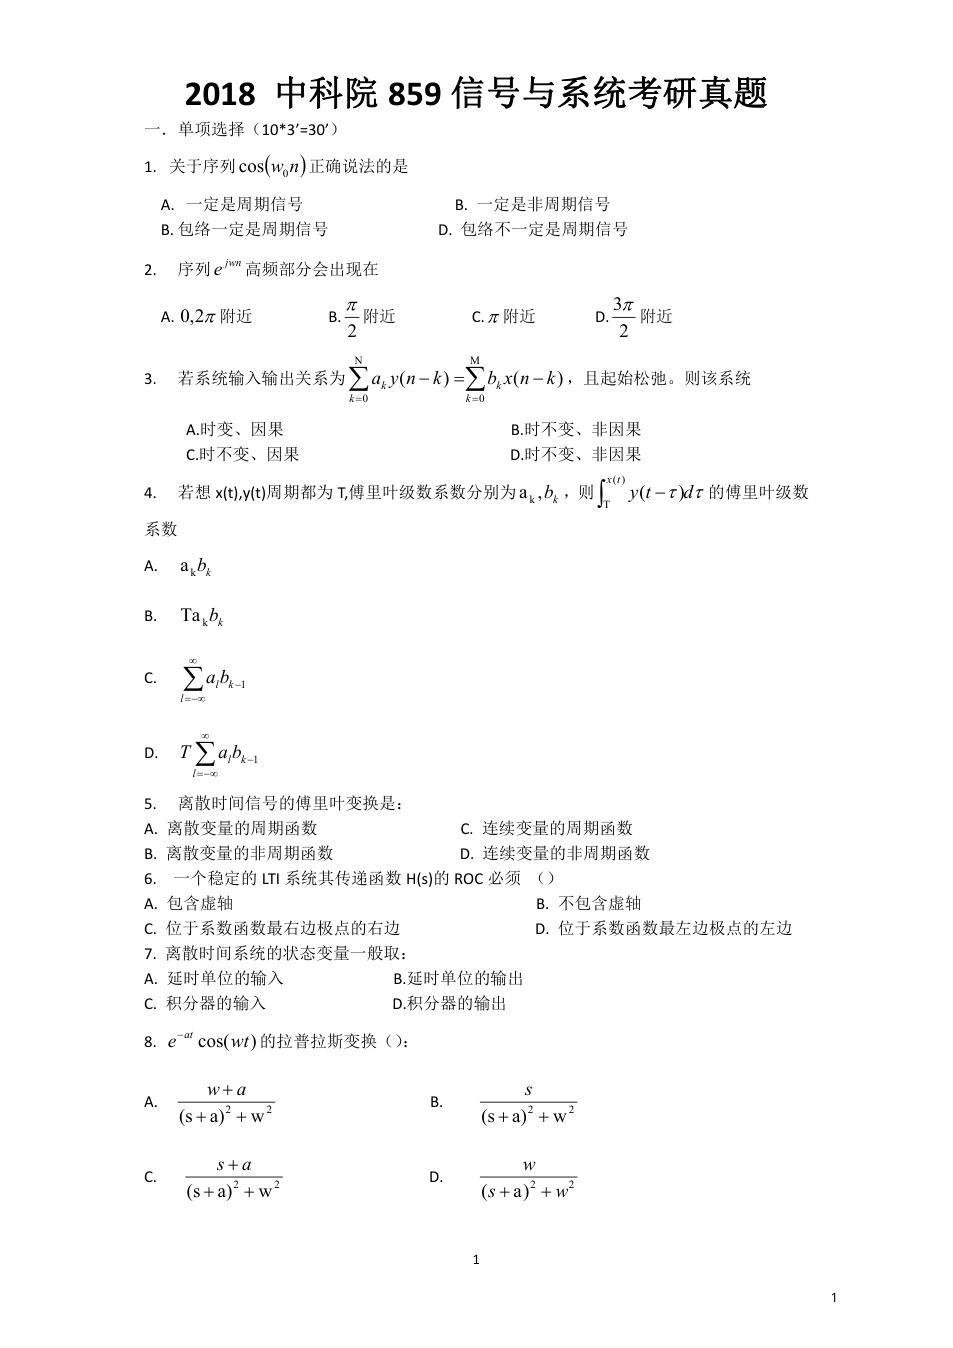 2018 中科院 859 信号与系统考研真题
一．单项选择（10*3’=30’）
1. 关于序列 cos(w₀n) 正确说法的是
A. 一定是周期信号 B. 一定是非周期信号
B. 包络一定是周期信号 D. 包络不一定是周期信号
2. 序列 e^{jwn} 高频部分会出现在
A. 0,2π 附近 B. π/2 附近 C. π 附近 D. 3π/2 附近
3. 若系统输入输出关系为 \sum_{k=0}^{N} a_k y(n−k) = \sum_{k=0}^{M} b_k x(n−k)，且起始松弛。则该系统
A.时变、因果 B.时不变、非因果
C.时不变、因果 D.时不变、非因果
4. 若想 x(t),y(t)周期都为 T,傅里叶级数系数分别为 a_k , b_k，则 \int_T^{x(t)} y(t−τ)dτ 的傅里叶级数
系数
A. a_k b_k
B. Ta_k b_k
C. \sum_{l=−∞}^{∞} a_l b_{k−1}
D. T \sum_{l=−∞}^{∞} a_l b_{k−1}
5. 离散时间信号的傅里叶变换是：
A. 离散变量的周期函数 C. 连续变量的周期函数
B. 离散变量的非周期函数 D. 连续变量的非周期函数
6. 一个稳定的 LTI 系统其传递函数 H(s)的 ROC 必须 （）
A. 包含虚轴 B. 不包含虚轴
C. 位于系数函数最右边极点的右边 D. 位于系数函数最左边极点的左边
7. 离散时间系统的状态变量一般取：
A. 延时单位的输入 B.延时单位的输出
C. 积分器的输入 D.积分器的输出
8. e^{−at} cos(wt) 的拉普拉斯变换（）：
A. \frac{w+a}{(s+a)^2+w^2} B. \frac{s}{(s+a)^2+w^2}
C. \frac{s+a}{(s+a)^2+w^2} D. \frac{w}{(s+a)^2+w^2}
1
1